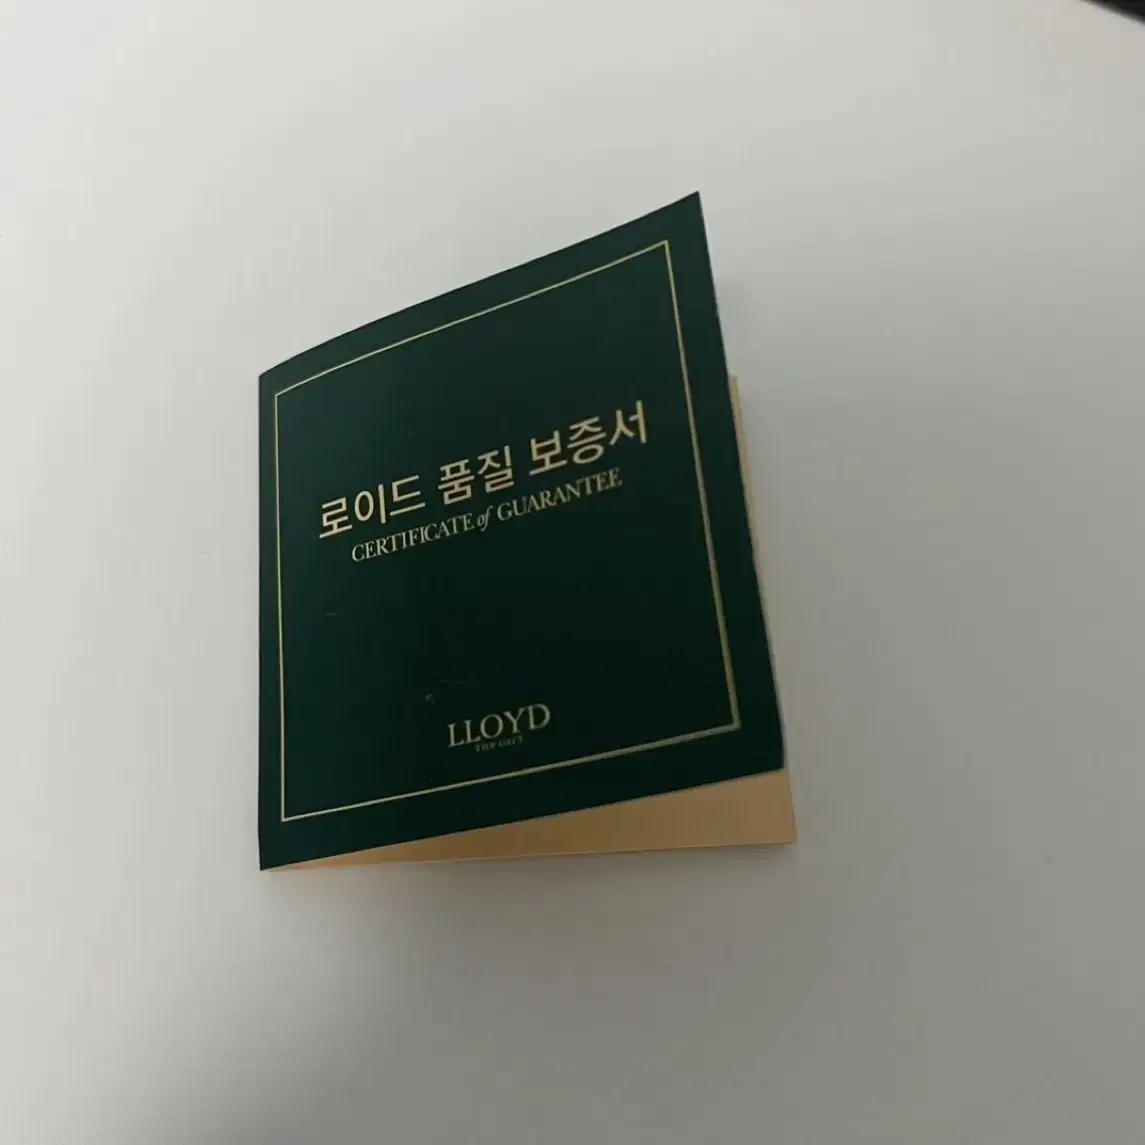 로이드 품질 보증서
CERTIFICATE of GUARANTEE
LLOYD
THE GIFT